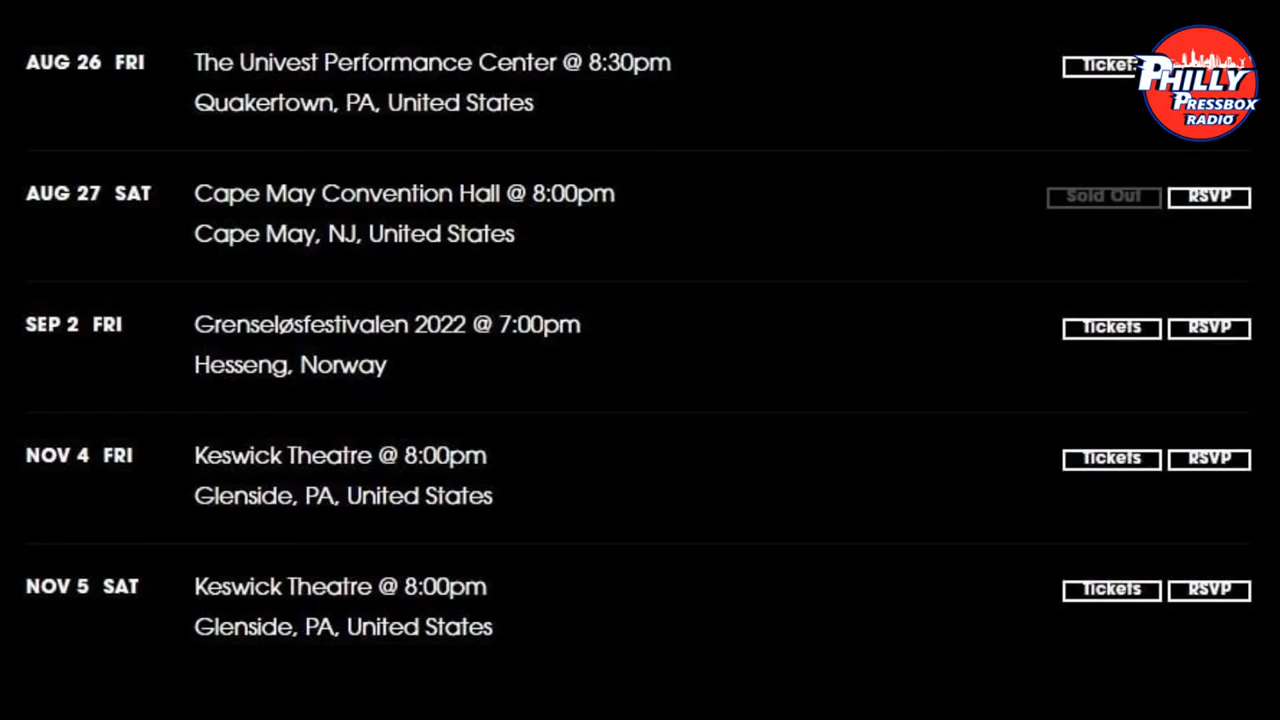 AUG 26 FRI
The Univest Performance Center @ 8:30pm
Tickets
Quakertown, PA, United States
PHILLY
PRESSBOX
RADIO
AUG 27 SAT
Cape May Convention Hall @ 8:00pm
Sold Out
RSVP
Cape May, NJ, United States
SEP 2 FRI
Grenseløsfestivalen 2022 @ 7:00pm
Tickets
RSVP
Hesseng, Norway
NOV 4 FRI
Keswick Theatre @ 8:00pm
Tickets
RSVP
Glenside, PA, United States
NOV 5 SAT
Keswick Theatre @ 8:00pm
Tickets
RSVP
Glenside, PA, United States